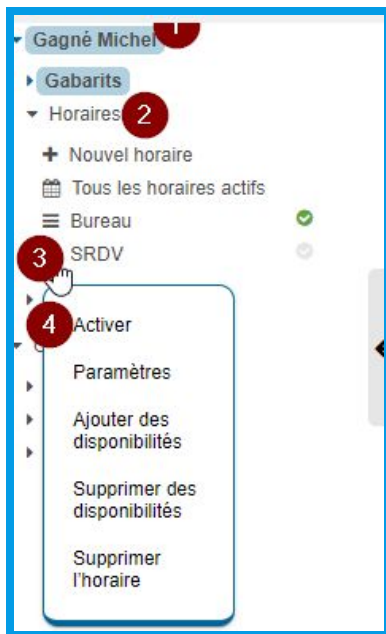 1
Gagné Michel
Gabarits
Horaires 2
Nouvel horaire
Tous les horaires actifs
Bureau
3 SRDV
4 Activer
Paramètres
Ajouter des
disponibilités
Supprimer des
disponibilités
Supprimer
l'horaire